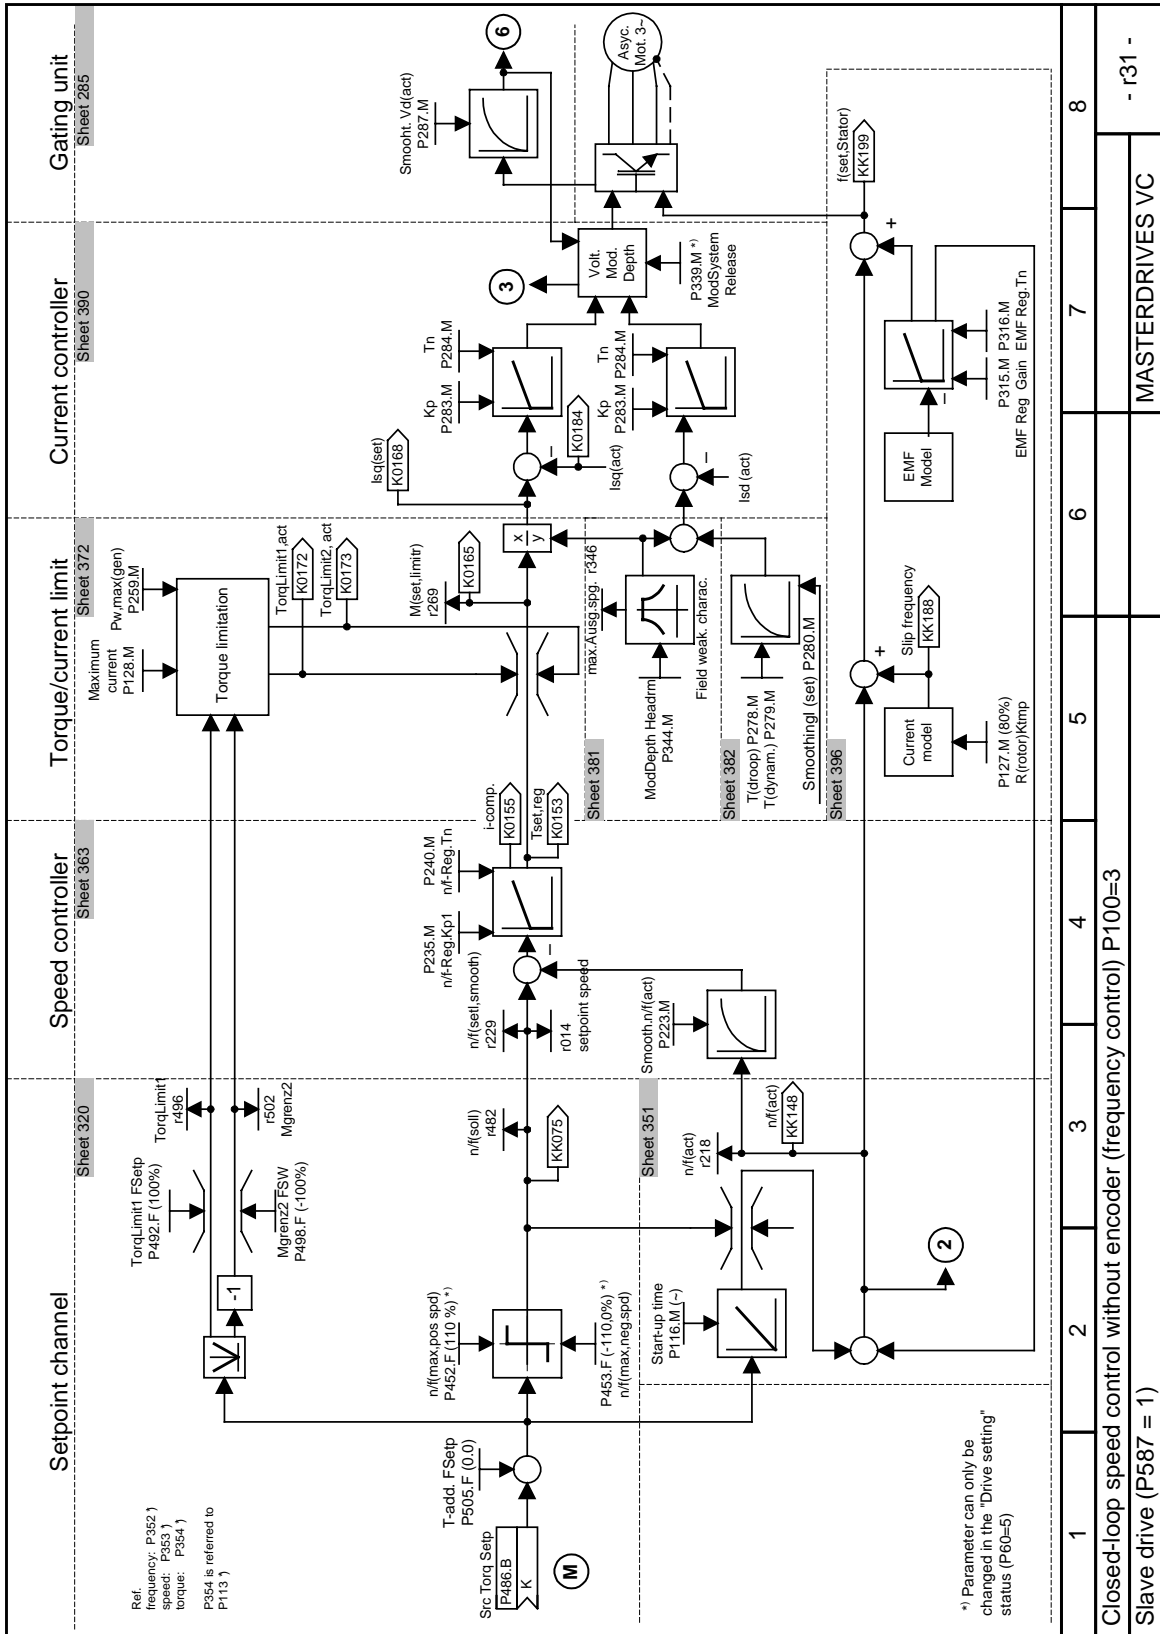 Setpoint channel
Speed controller
Torque/current limit
Current controller
Gating unit
Sheet 320
Sheet 363
Sheet 372
Sheet 390
Sheet 285
Ref.
frequency: P352 *)
speed: P353 *)
torque: P354 *)
P354 is referred to
P113 *)
TorqLimit1 FSetp
P492.F (100%)
TorqLimit1
r496
-1
Mgrenz2 FSW
P498.F (-100%)
r502
Mgrenz2
Maximum
current
P128.M
Pw,max(gen)
P259.M
Torque limitation
TorqLimit1,act
K0172
TorqLimit2, act
K0173
Src Torq Setp
P486.B
K
M
T-add. FSetp
P505.F (0.0)
n/f(max,pos spd)
P452.F (110 %) *)
P453.F (-110,0%) *)
n/f(max,neg.spd)
n/f(soll)
r482
KK075
n/f(setl,smooth)
r229
r014
setpoint speed
P235.M
n/f-Reg.Kp1
P240.M
n/f-Reg.Tn
i-comp.
K0155
Tset,reg
K0153
M(set,limitr)
r269
K0165
x
y
Isq(set)
K0168
Kp
P283.M
Tn
P284.M
K0184
Isq(act)
3
Volt.
Mod.
Depth
P339.M *)
ModSystem
Release
Smooht. Vd(act)
P287.M
6
Asyc.
Mot. 3~
Sheet 381
max.Ausg.spg. r346
ModDepth Headrm
P344.M
Field weak. charac.
Kp
P283.M
Tn
P284.M
Isd (act)
Sheet 382
T(droop) P278.M
T(dynam.) P279.M
SmoothingI (set) P280.M
Sheet 351
Start-up time
P116.M (~)
n/f(act)
r218
n/f(act)
KK148
Smooth.n/f(act)
P223.M
2
Sheet 396
Current
model
P127.M (80%)
R(rotor)Ktmp
Slip frequency
KK188
+
EMF
Model
P315.M
EMF Reg Gain
P316.M
EMF Reg.Tn
+
f(set,Stator)
KK199
*) Parameter can only be
changed in the "Drive setting"
status (P60=5)
1 2 3 4 5 6 7 8
Closed-loop speed control without encoder (frequency control) P100=3
Slave drive (P587 = 1)
MASTERDRIVES VC
- r31 -